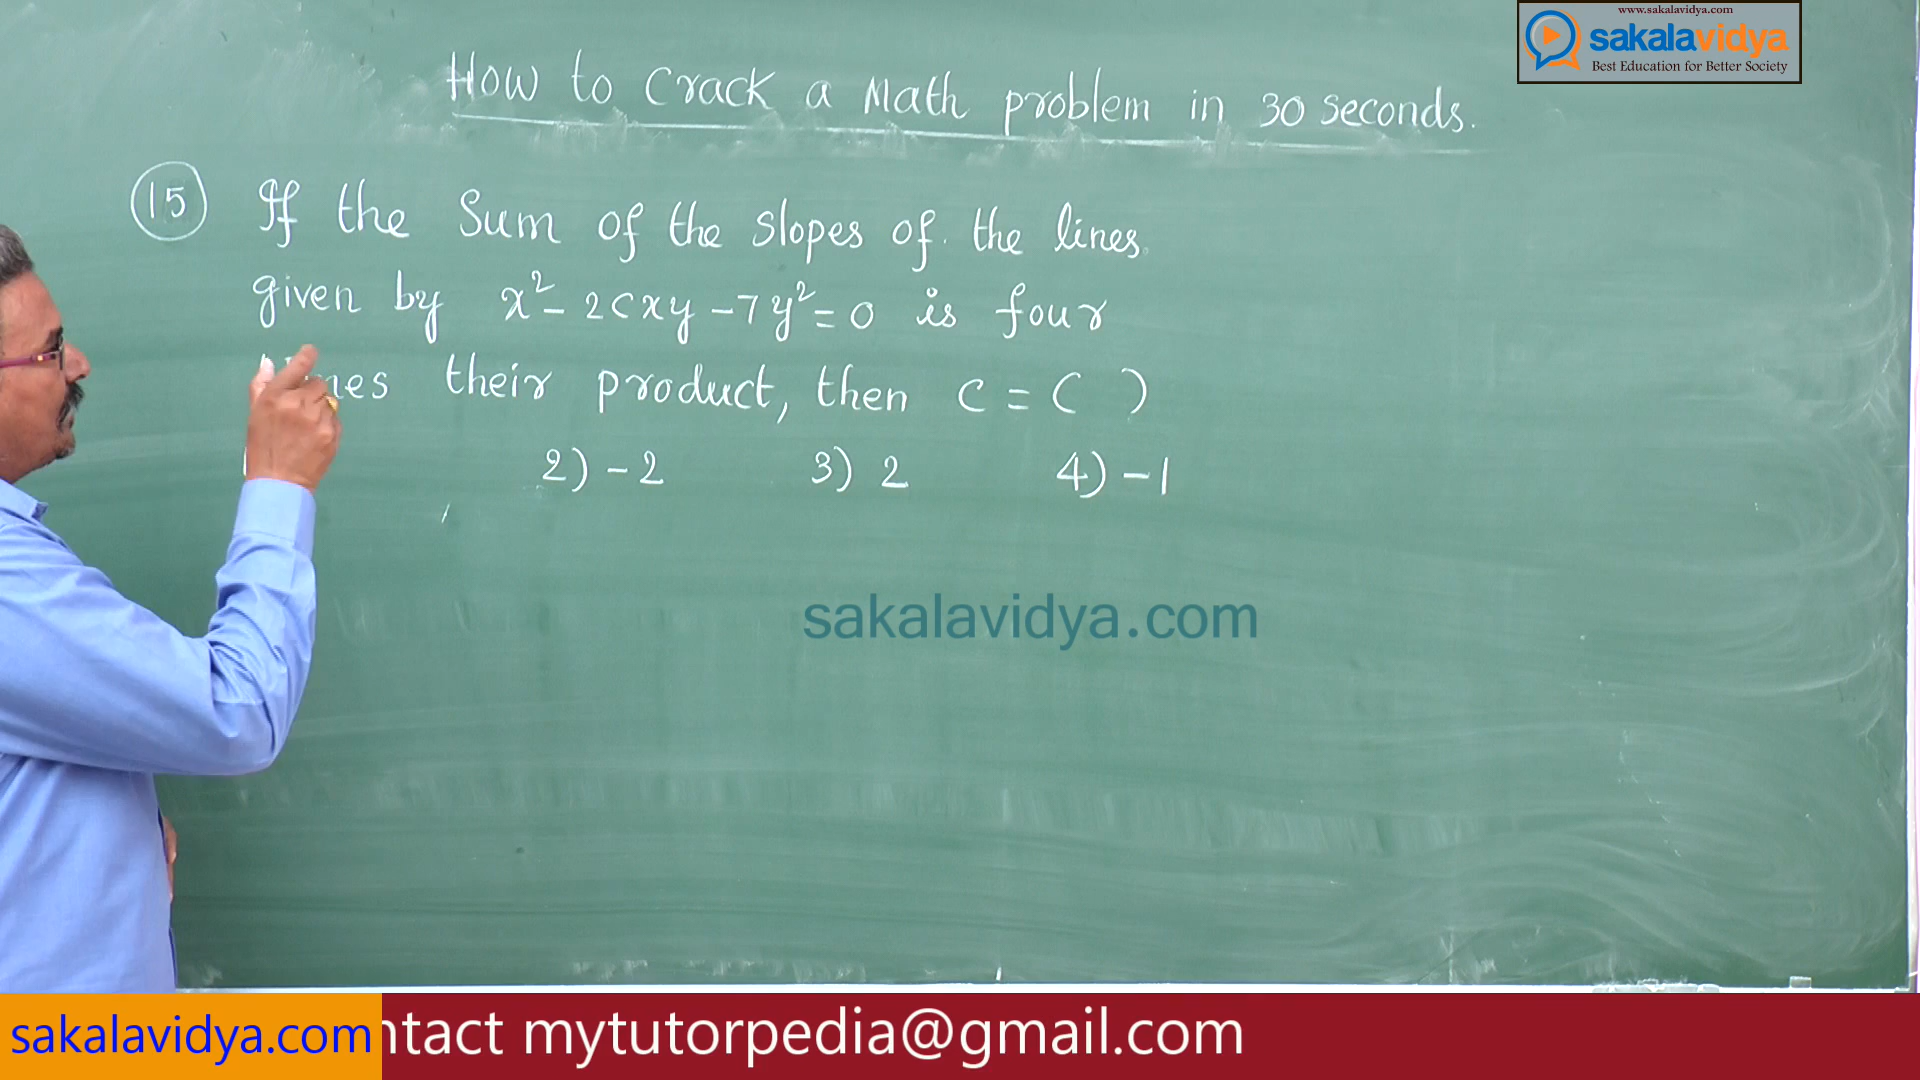 www.sakalavidya.com
sakalavidya
Best Education for Better Society
How to Crack a Math problem in 30 seconds.
15 If the Sum of the slopes of the lines
given by x² - 2cxy - 7y² = 0 is four
their product, then c = ( )
2) -2 3) 2 4) -1
sakalavidya.com
sakalavidya.com ntact mytutorpedia@gmail.com